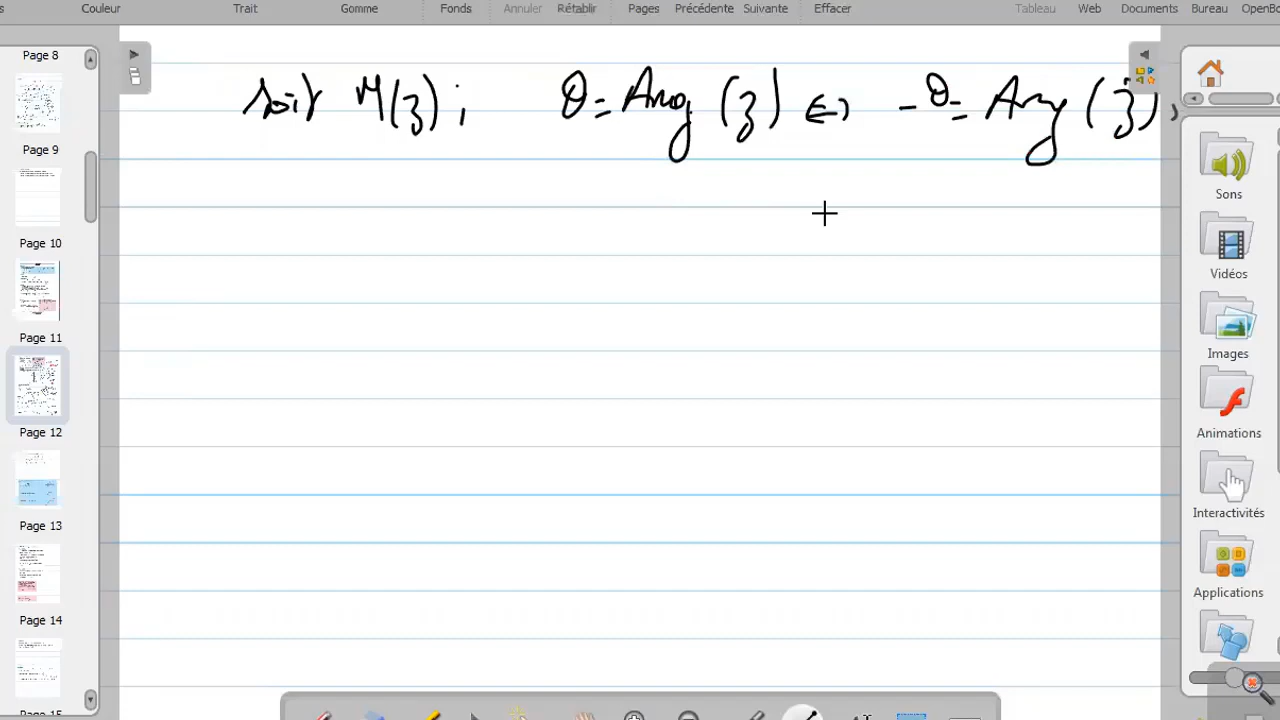 Couleur Trait Gomme Fonds Annuler Rétablir Pages Précédente Suivante Effacer Tableau Web Documents Bureau OpenBo
Page 8
Page 9
Page 10
Page 11
Page 12
Page 13
Page 14
soit M(z) ; θ = Arg (z) ⇔ -θ = Arg (z̄),
Sons
Vidéos
Images
Animations
Interactivités
Applications